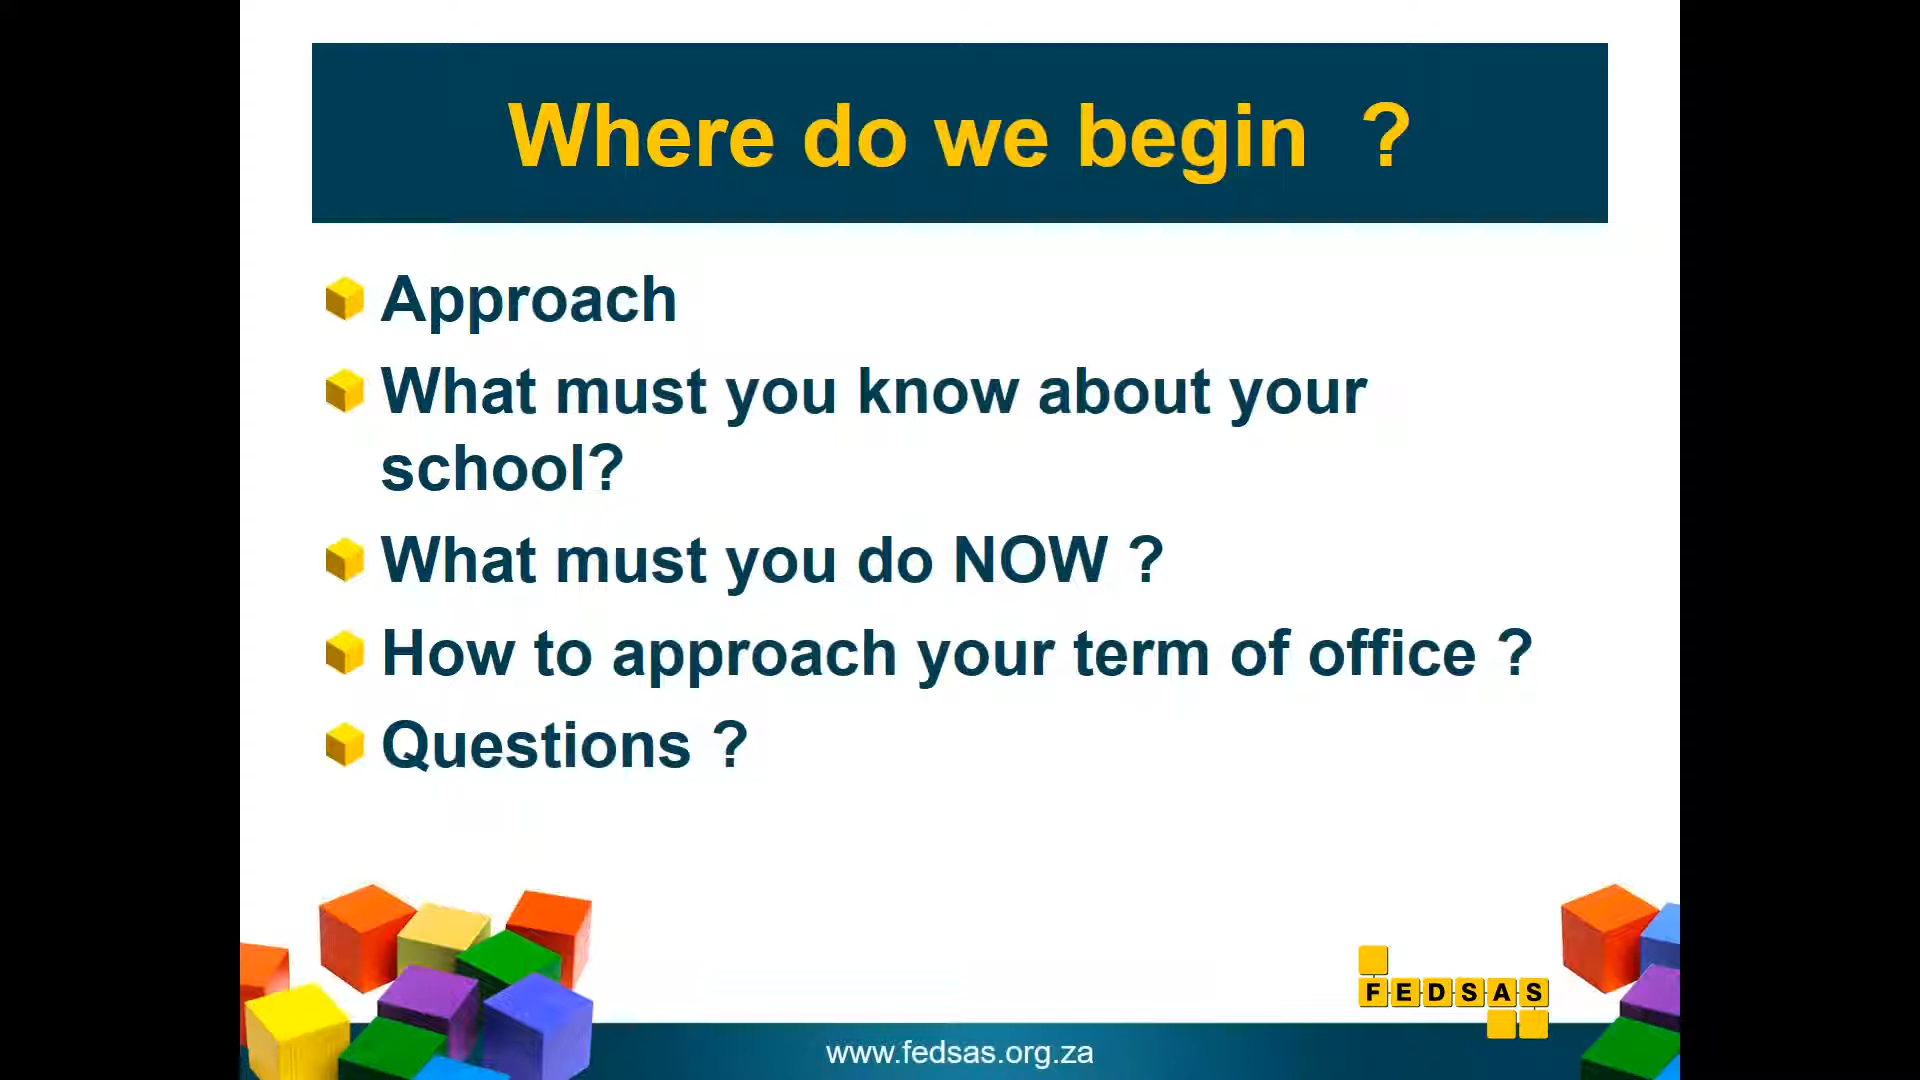 Where do we begin ?
Approach
What must you know about your
school?
What must you do NOW ?
How to approach your term of office ?
Questions ?
FEDSAS
www.fedsas.org.za